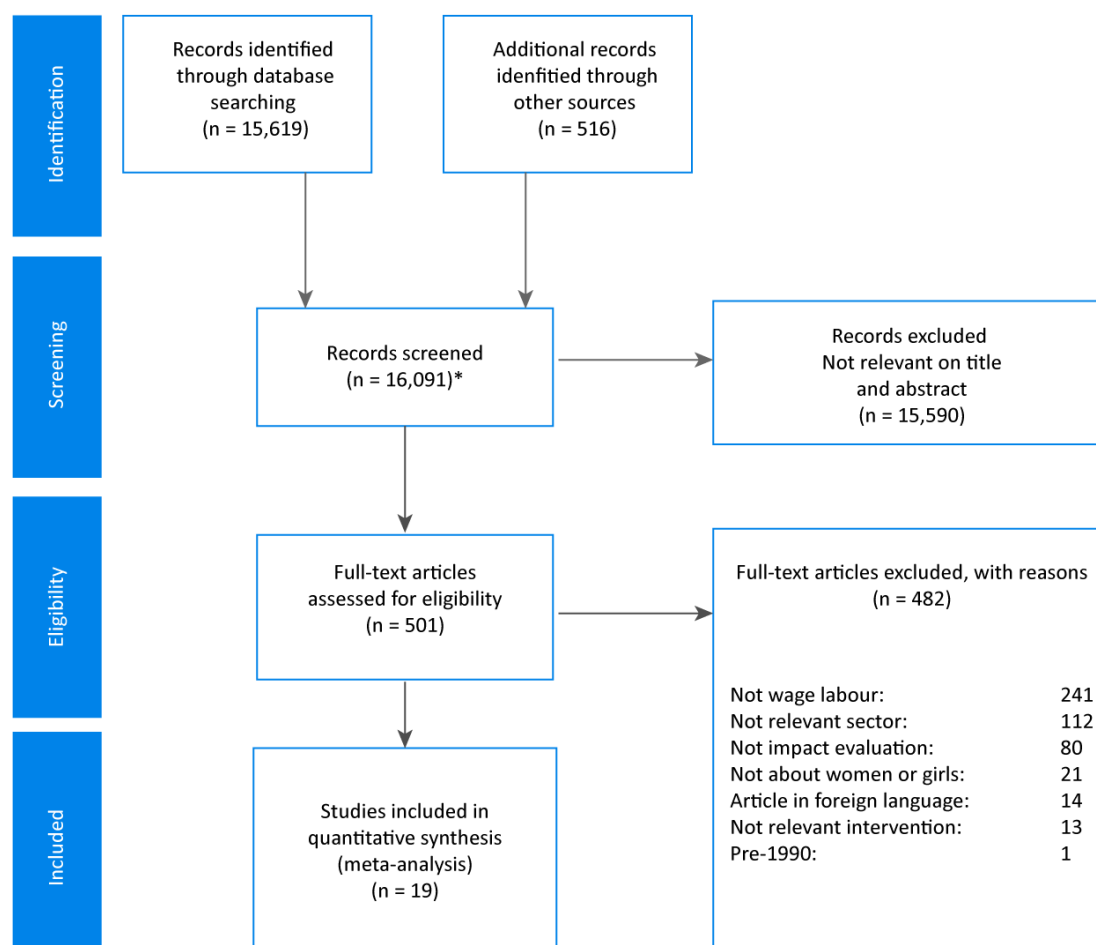 Identification
Records identified
through database
searching
(n = 15,619)
Additional records
idenfitied through
other sources
(n = 516)
Screening
Records screened
(n = 16,091)*
Records excluded
Not relevant on title
and abstract
(n = 15,590)
Eligibility
Full-text articles
assessed for eligibility
(n = 501)
Full-text articles excluded, with reasons
(n = 482)
Not wage labour: 241
Not relevant sector: 112
Not impact evaluation: 80
Not about women or girls: 21
Article in foreign language: 14
Not relevant intervention: 13
Pre-1990: 1
Included
Studies included in
quantitative synthesis
(meta-analysis)
(n = 19)